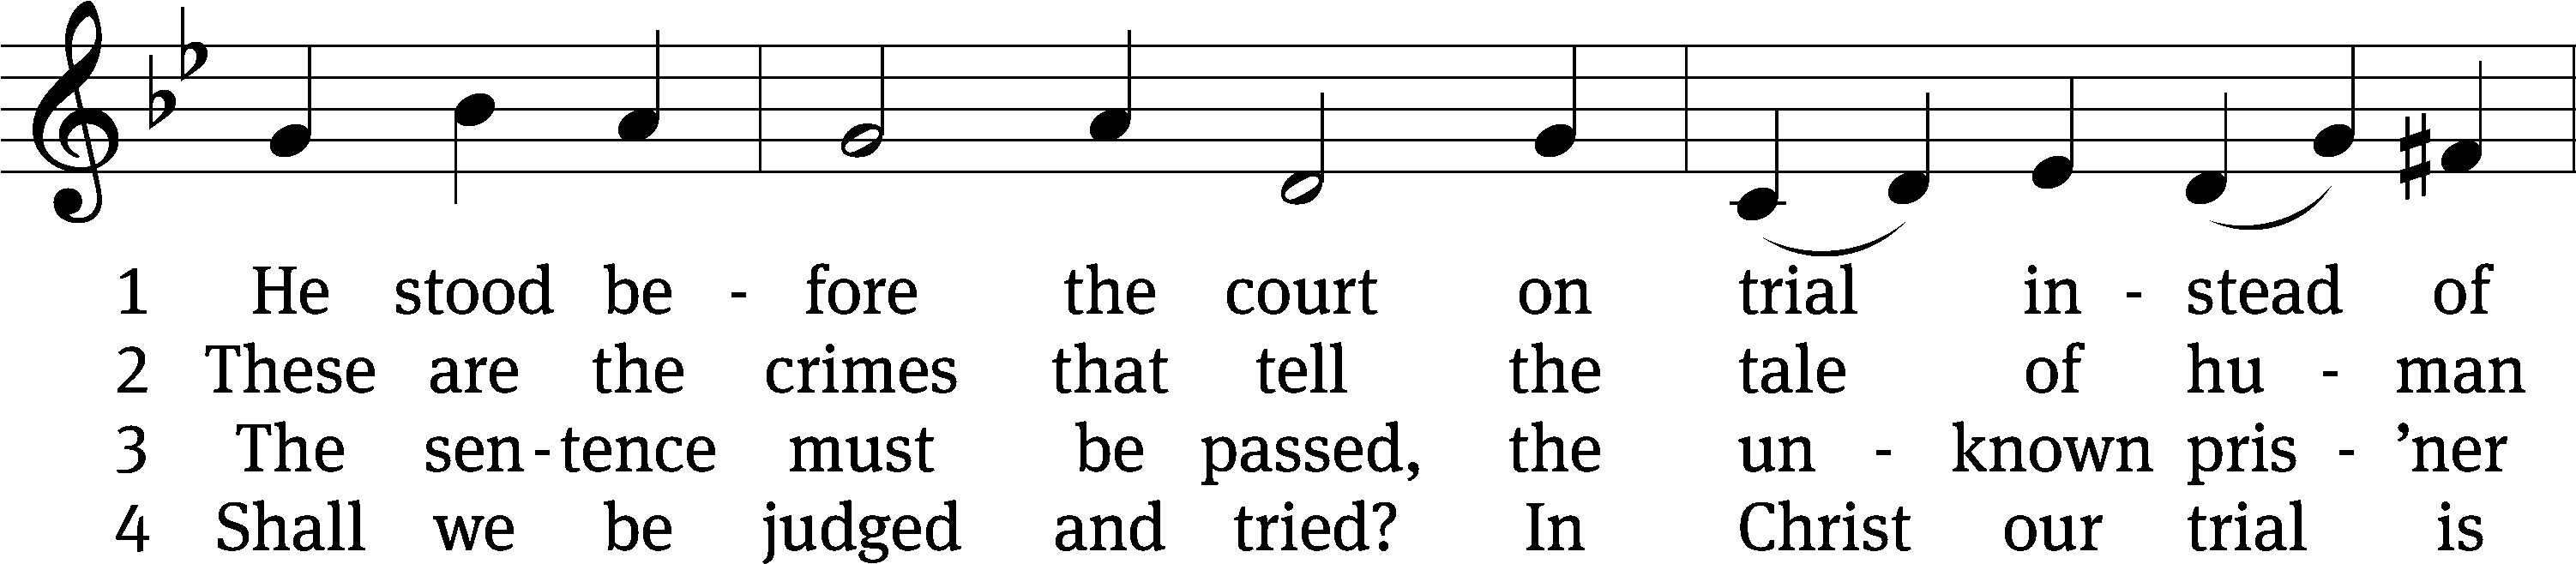 1 He stood be - fore the court on trial in - stead of
2 These are the crimes that tell the tale of hu - man
3 The sen - tence must be passed, the un - known pris - ’ner
4 Shall we be judged and tried? In Christ our trial is